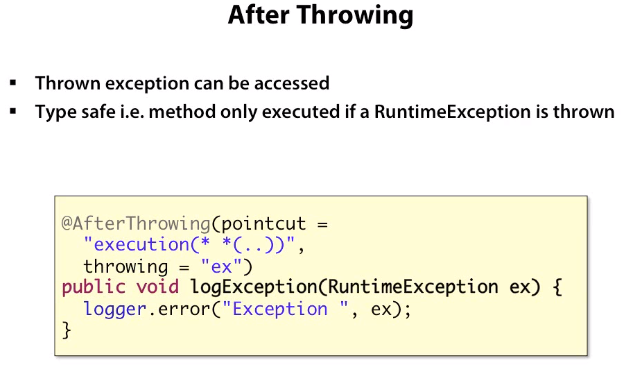 After Throwing
▪ Thrown exception can be accessed
▪ Type safe i.e. method only executed if a RuntimeException is thrown
@AfterThrowing(pointcut =
"execution(* *(..))",
throwing = "ex")
public void logException(RuntimeException ex) {
logger.error("Exception ", ex);
}